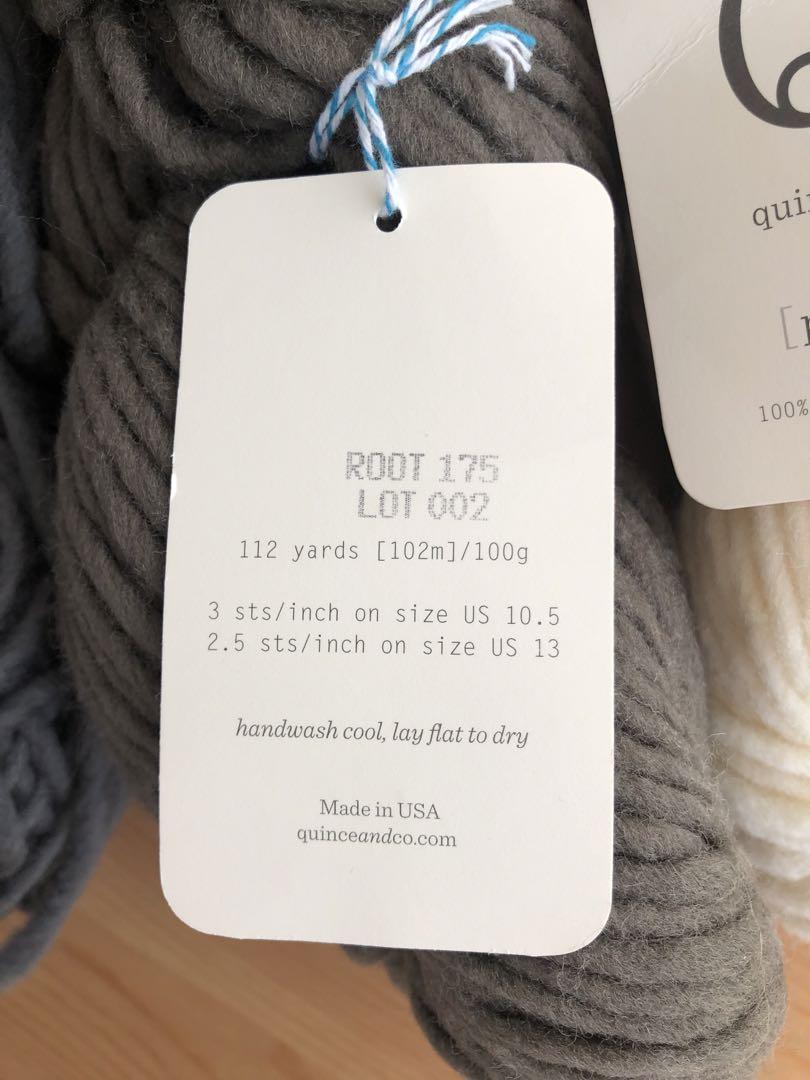 ROOT 175
LOT 002
112 yards [102m]/100g
3 sts/inch on size US 10.5
2.5 sts/inch on size US 13
handwash cool, lay flat to dry
Made in USA
quinceandco.com
100%